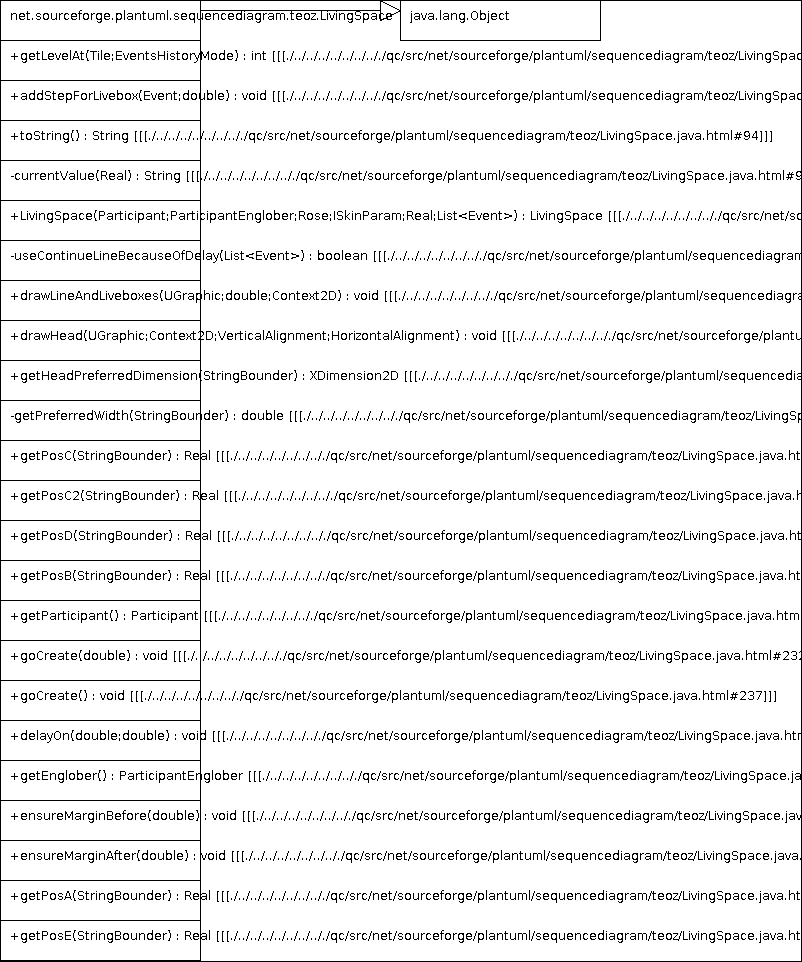 net.sourceforge.plantuml.sequencediagram.teoz.LivingSpace
java.lang.Object
+getLevelAt(Tile;EventsHistoryMode) : int [[[./../../../../../../../../qc/src/net/sourceforge/plantuml/sequencediagram/teoz/LivingSpac
+addStepForLivebox(Event;double) : void [[[./../../../../../../../../qc/src/net/sourceforge/plantuml/sequencediagram/teoz/LivingSpa
+toString() : String [[[./../../../../../../../../qc/src/net/sourceforge/plantuml/sequencediagram/teoz/LivingSpace.java.html#94]]]
-currentValue(Real) : String [[[./../../../../../../../../qc/src/net/sourceforge/plantuml/sequencediagram/teoz/LivingSpace.java.html#9
+LivingSpace(Participant;ParticipantEnglober;Rose;ISkinParam;Real;List<Event>) : LivingSpace [[[./../../../../../../../../qc/src/net/so
-useContinueLineBecauseOfDelay(List<Event>) : boolean [[[./../../../../../../../../qc/src/net/sourceforge/plantuml/sequencediagram
+drawLineAndLiveboxes(UGraphic;double;Context2D) : void [[[./../../../../../../../../qc/src/net/sourceforge/plantuml/sequencediagra
+drawHead(UGraphic;Context2D;VerticalAlignment;HorizontalAlignment) : void [[[./../../../../../../../../qc/src/net/sourceforge/plantu
+getHeadPreferredDimension(StringBounder) : XDimension2D [[[./../../../../../../../../qc/src/net/sourceforge/plantuml/sequencedia
-getPreferredWidth(StringBounder) : double [[[./../../../../../../../../qc/src/net/sourceforge/plantuml/sequencediagram/teoz/LivingSp
+getPosC(StringBounder) : Real [[[./../../../../../../../../qc/src/net/sourceforge/plantuml/sequencediagram/teoz/LivingSpace.java.ht
+getPosC2(StringBounder) : Real [[[./../../../../../../../../qc/src/net/sourceforge/plantuml/sequencediagram/teoz/LivingSpace.java.h
+getPosD(StringBounder) : Real [[[./../../../../../../../../qc/src/net/sourceforge/plantuml/sequencediagram/teoz/LivingSpace.java.ht
+getPosB(StringBounder) : Real [[[./../../../../../../../../qc/src/net/sourceforge/plantuml/sequencediagram/teoz/LivingSpace.java.ht
+getParticipant() : Participant [[[./../../../../../../../../qc/src/net/sourceforge/plantuml/sequencediagram/teoz/LivingSpace.java.htm
+goCreate(double) : void [[[./../../../../../../../../qc/src/net/sourceforge/plantuml/sequencediagram/teoz/LivingSpace.java.html#232
+goCreate() : void [[[./../../../../../../../../qc/src/net/sourceforge/plantuml/sequencediagram/teoz/LivingSpace.java.html#237]]]
+delayOn(double;double) : void [[[./../../../../../../../../qc/src/net/sourceforge/plantuml/sequencediagram/teoz/LivingSpace.java.htm
+getEnglober() : ParticipantEnglober [[[./../../../../../../../../qc/src/net/sourceforge/plantuml/sequencediagram/teoz/LivingSpace.ja
+ensureMarginBefore(double) : void [[[./../../../../../../../../qc/src/net/sourceforge/plantuml/sequencediagram/teoz/LivingSpace.jav
+ensureMarginAfter(double) : void [[[./../../../../../../../../qc/src/net/sourceforge/plantuml/sequencediagram/teoz/LivingSpace.java.
+getPosA(StringBounder) : Real [[[./../../../../../../../../qc/src/net/sourceforge/plantuml/sequencediagram/teoz/LivingSpace.java.ht
+getPosE(StringBounder) : Real [[[./../../../../../../../../qc/src/net/sourceforge/plantuml/sequencediagram/teoz/LivingSpace.java.ht